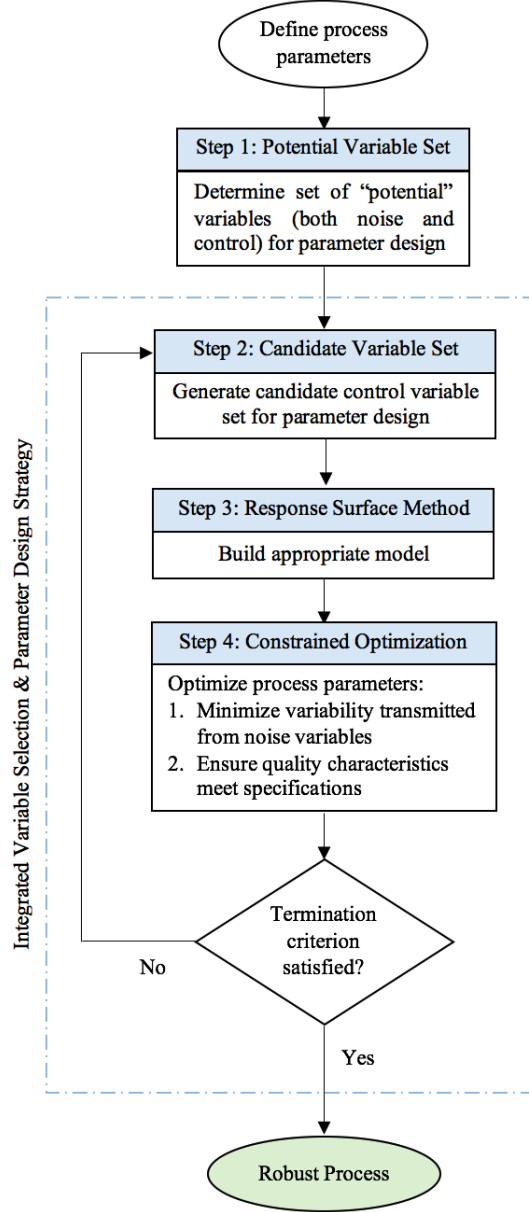 Define process
parameters
Step 1: Potential Variable Set
Determine set of “potential”
variables (both noise and
control) for parameter design
Step 2: Candidate Variable Set
Generate candidate control variable
set for parameter design
Step 3: Response Surface Method
Build appropriate model
Step 4: Constrained Optimization
Optimize process parameters:
1. Minimize variability transmitted
from noise variables
2. Ensure quality characteristics
meet specifications
Integrated Variable Selection & Parameter Design Strategy
Termination
criterion
satisfied?
No
Yes
Robust Process